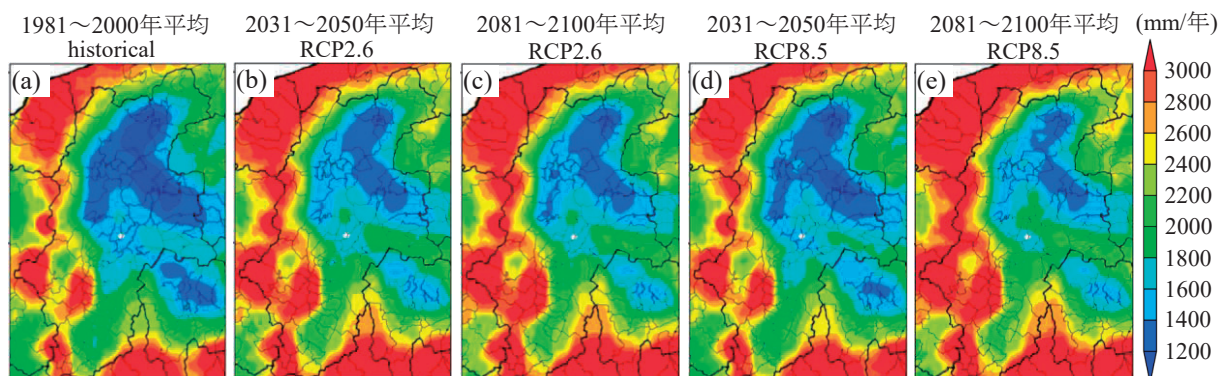 1981～2000年平均
historical
2031～2050年平均
RCP2.6
2081～2100年平均
RCP2.6
2031～2050年平均
RCP8.5
2081～2100年平均
RCP8.5
(mm/年)
(a)
(b)
(c)
(d)
(e)
3000
2800
2600
2400
2200
2000
1800
1600
1400
1200